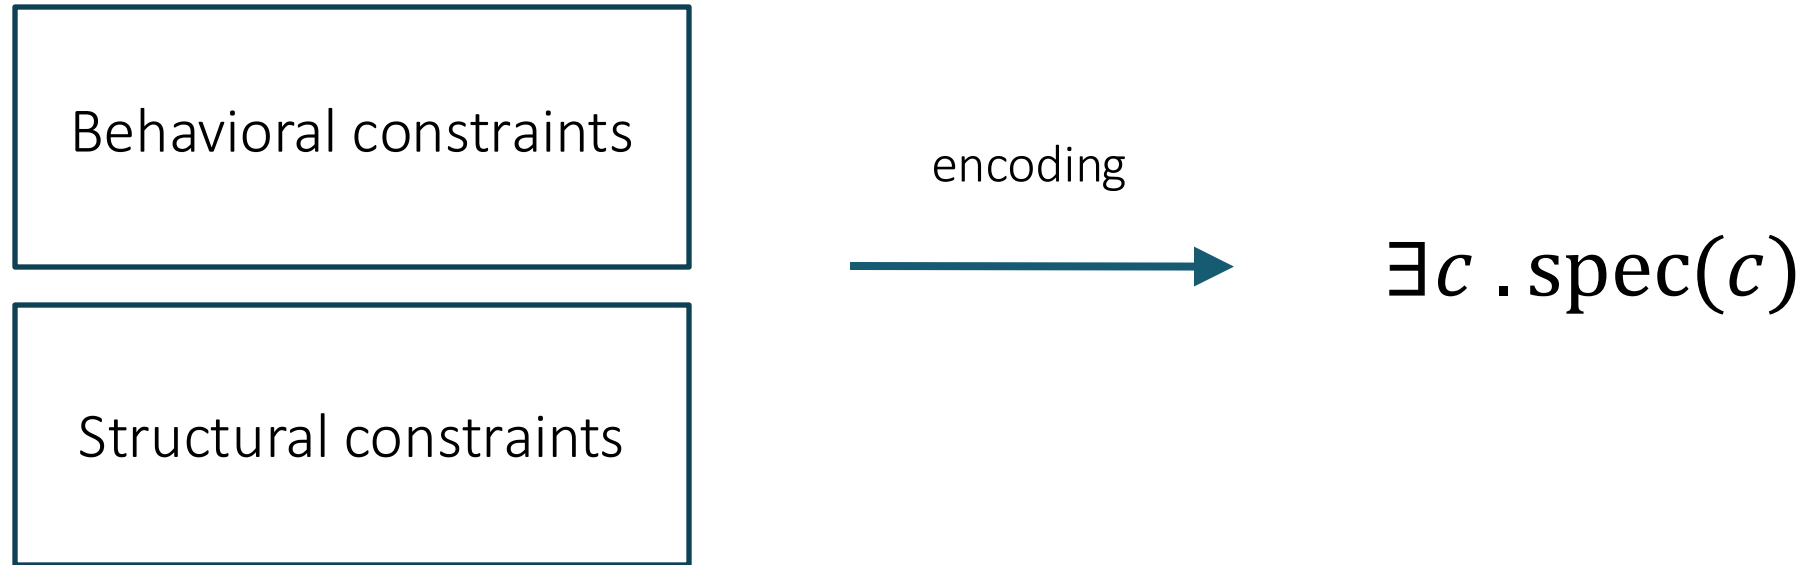 Behavioral constraints
encoding
∃c . spec(c)
Structural constraints